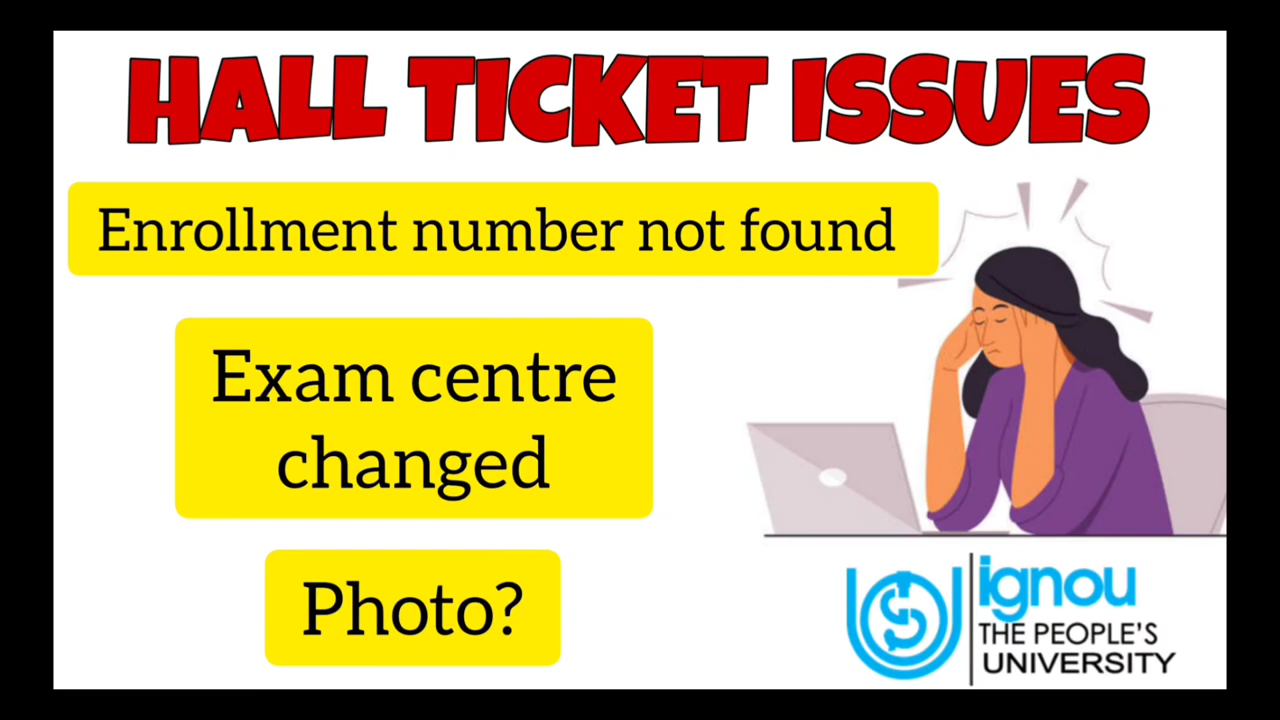 HALL TICKET ISSUES
Enrollment number not found
Exam centre
changed
Photo?
ignou
THE PEOPLE'S
UNIVERSITY